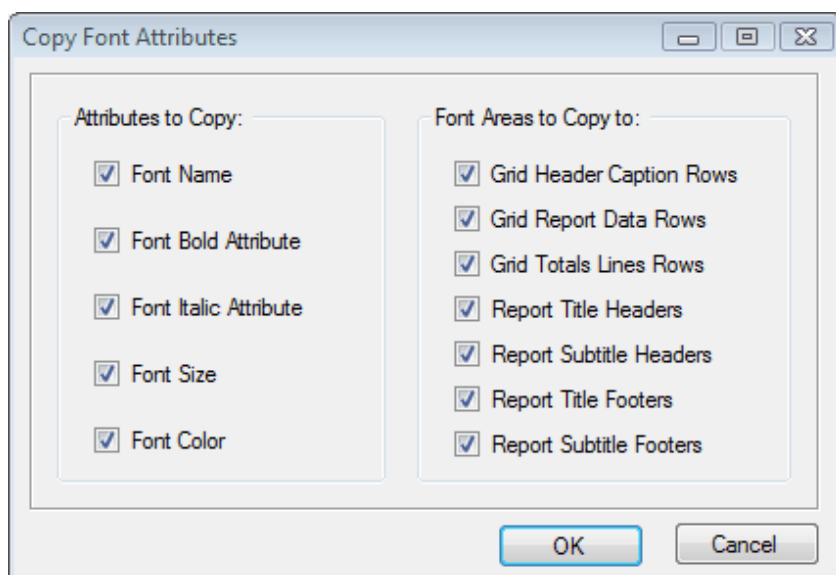 Copy Font Attributes
Attributes to Copy:
Font Name
Font Bold Attribute
Font Italic Attribute
Font Size
Font Color
Font Areas to Copy to:
Grid Header Caption Rows
Grid Report Data Rows
Grid Totals Lines Rows
Report Title Headers
Report Subtitle Headers
Report Title Footers
Report Subtitle Footers
OK
Cancel